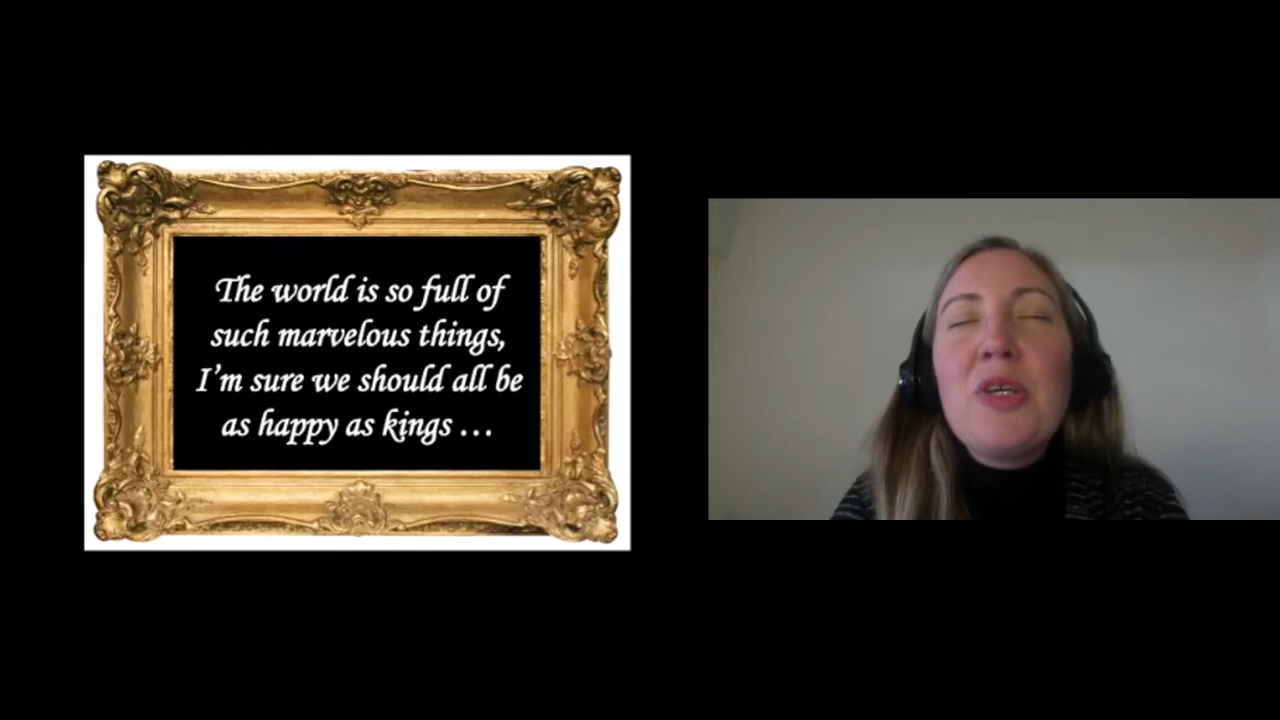 The world is so full of
such marvelous things,
I'm sure we should all be
as happy as kings ...